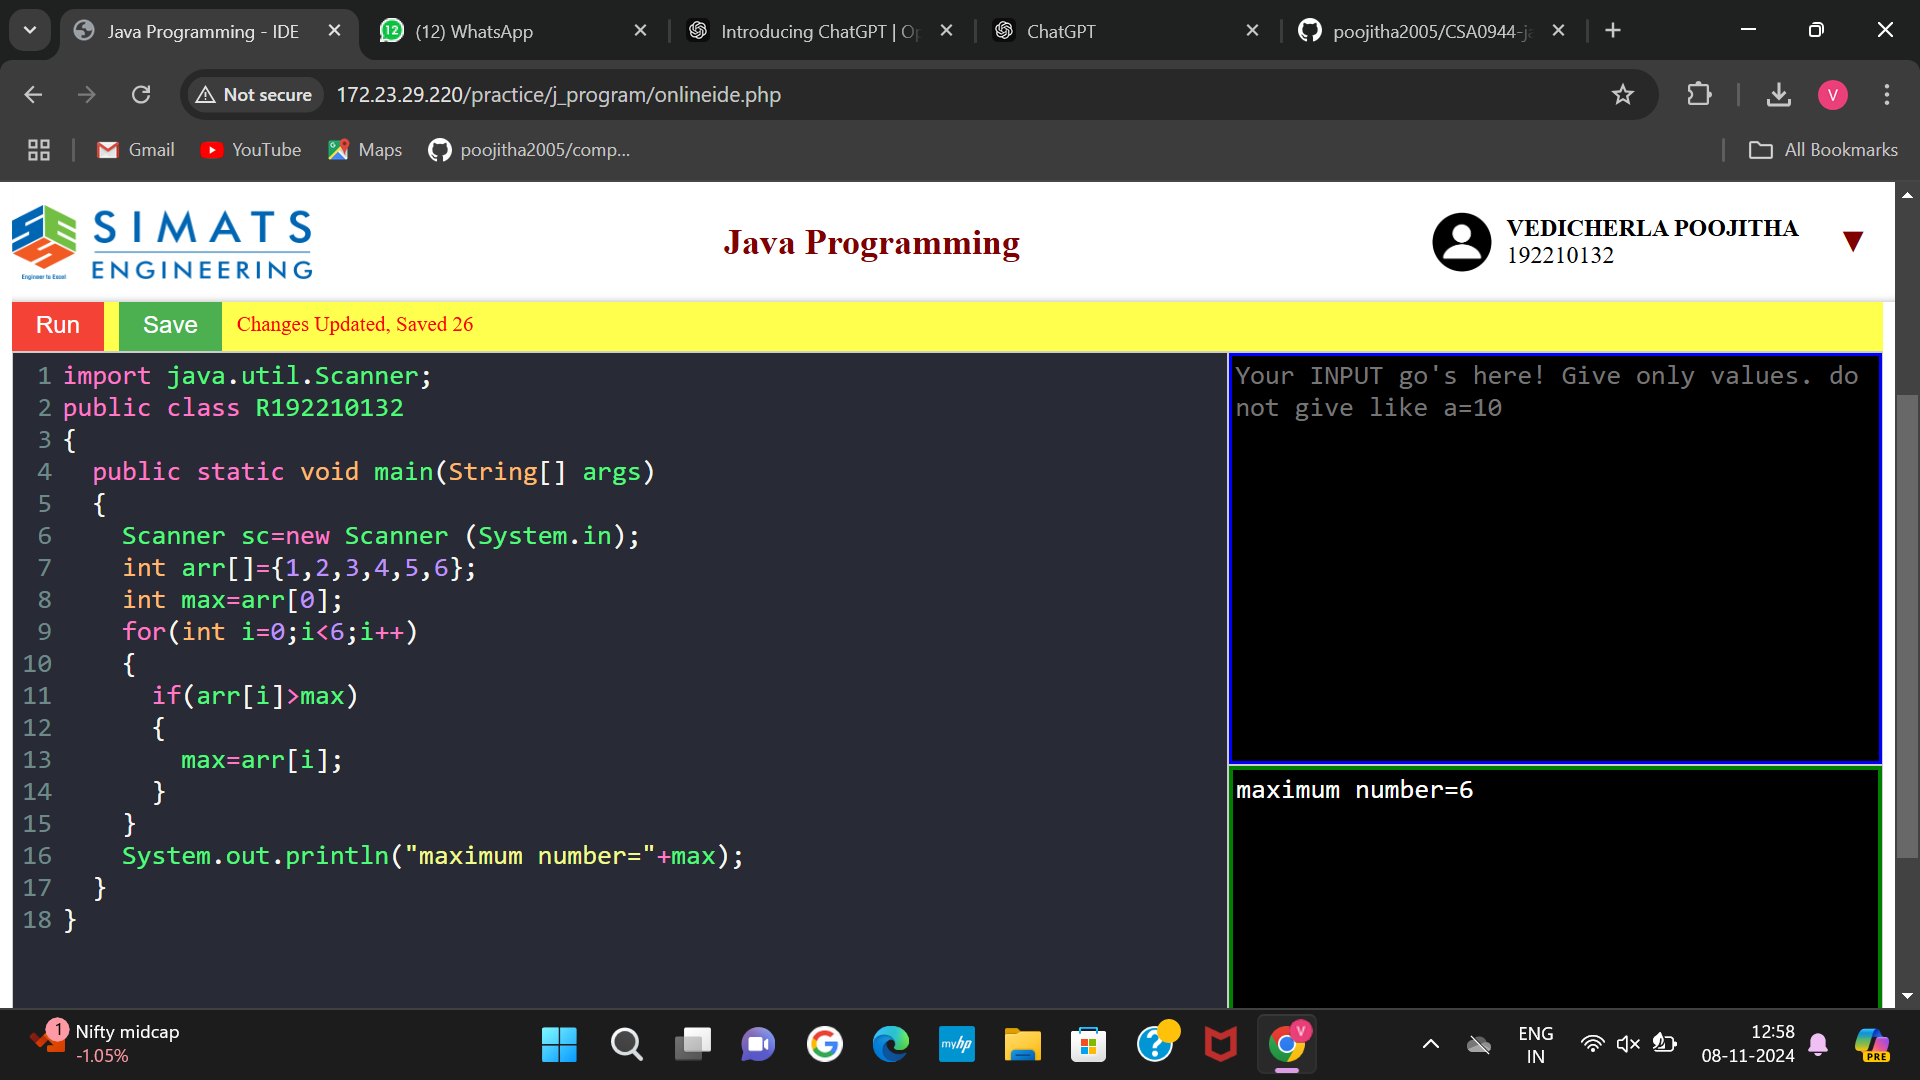 Java Programming - IDE
12
(12) WhatsApp
Introducing ChatGPT | Op
ChatGPT
poojitha2005/CSA0944-ja
Not secure
172.23.29.220/practice/j_program/onlineide.php
V
Gmail
YouTube
Maps
poojitha2005/comp...
All Bookmarks
SIMATS
ENGINEERING
Engineer to Excel
Java Programming
VEDICHERLA POOJITHA
192210132
Run
Save
Changes Updated, Saved 26
1 import java.util.Scanner;
2 public class R192210132
3 {
4 public static void main(String[] args)
5 {
6 Scanner sc=new Scanner (System.in);
7 int arr[]={1,2,3,4,5,6};
8 int max=arr[0];
9 for(int i=0;i<6;i++)
10 {
11 if(arr[i]>max)
12 {
13 max=arr[i];
14 }
15 }
16 System.out.println("maximum number="+max);
17 }
18 }
Your INPUT go's here! Give only values. do
not give like a=10
maximum number=6
1
Nifty midcap
-1.05%
myhp
V
ENG
IN
12:58
08-11-2024
PRE